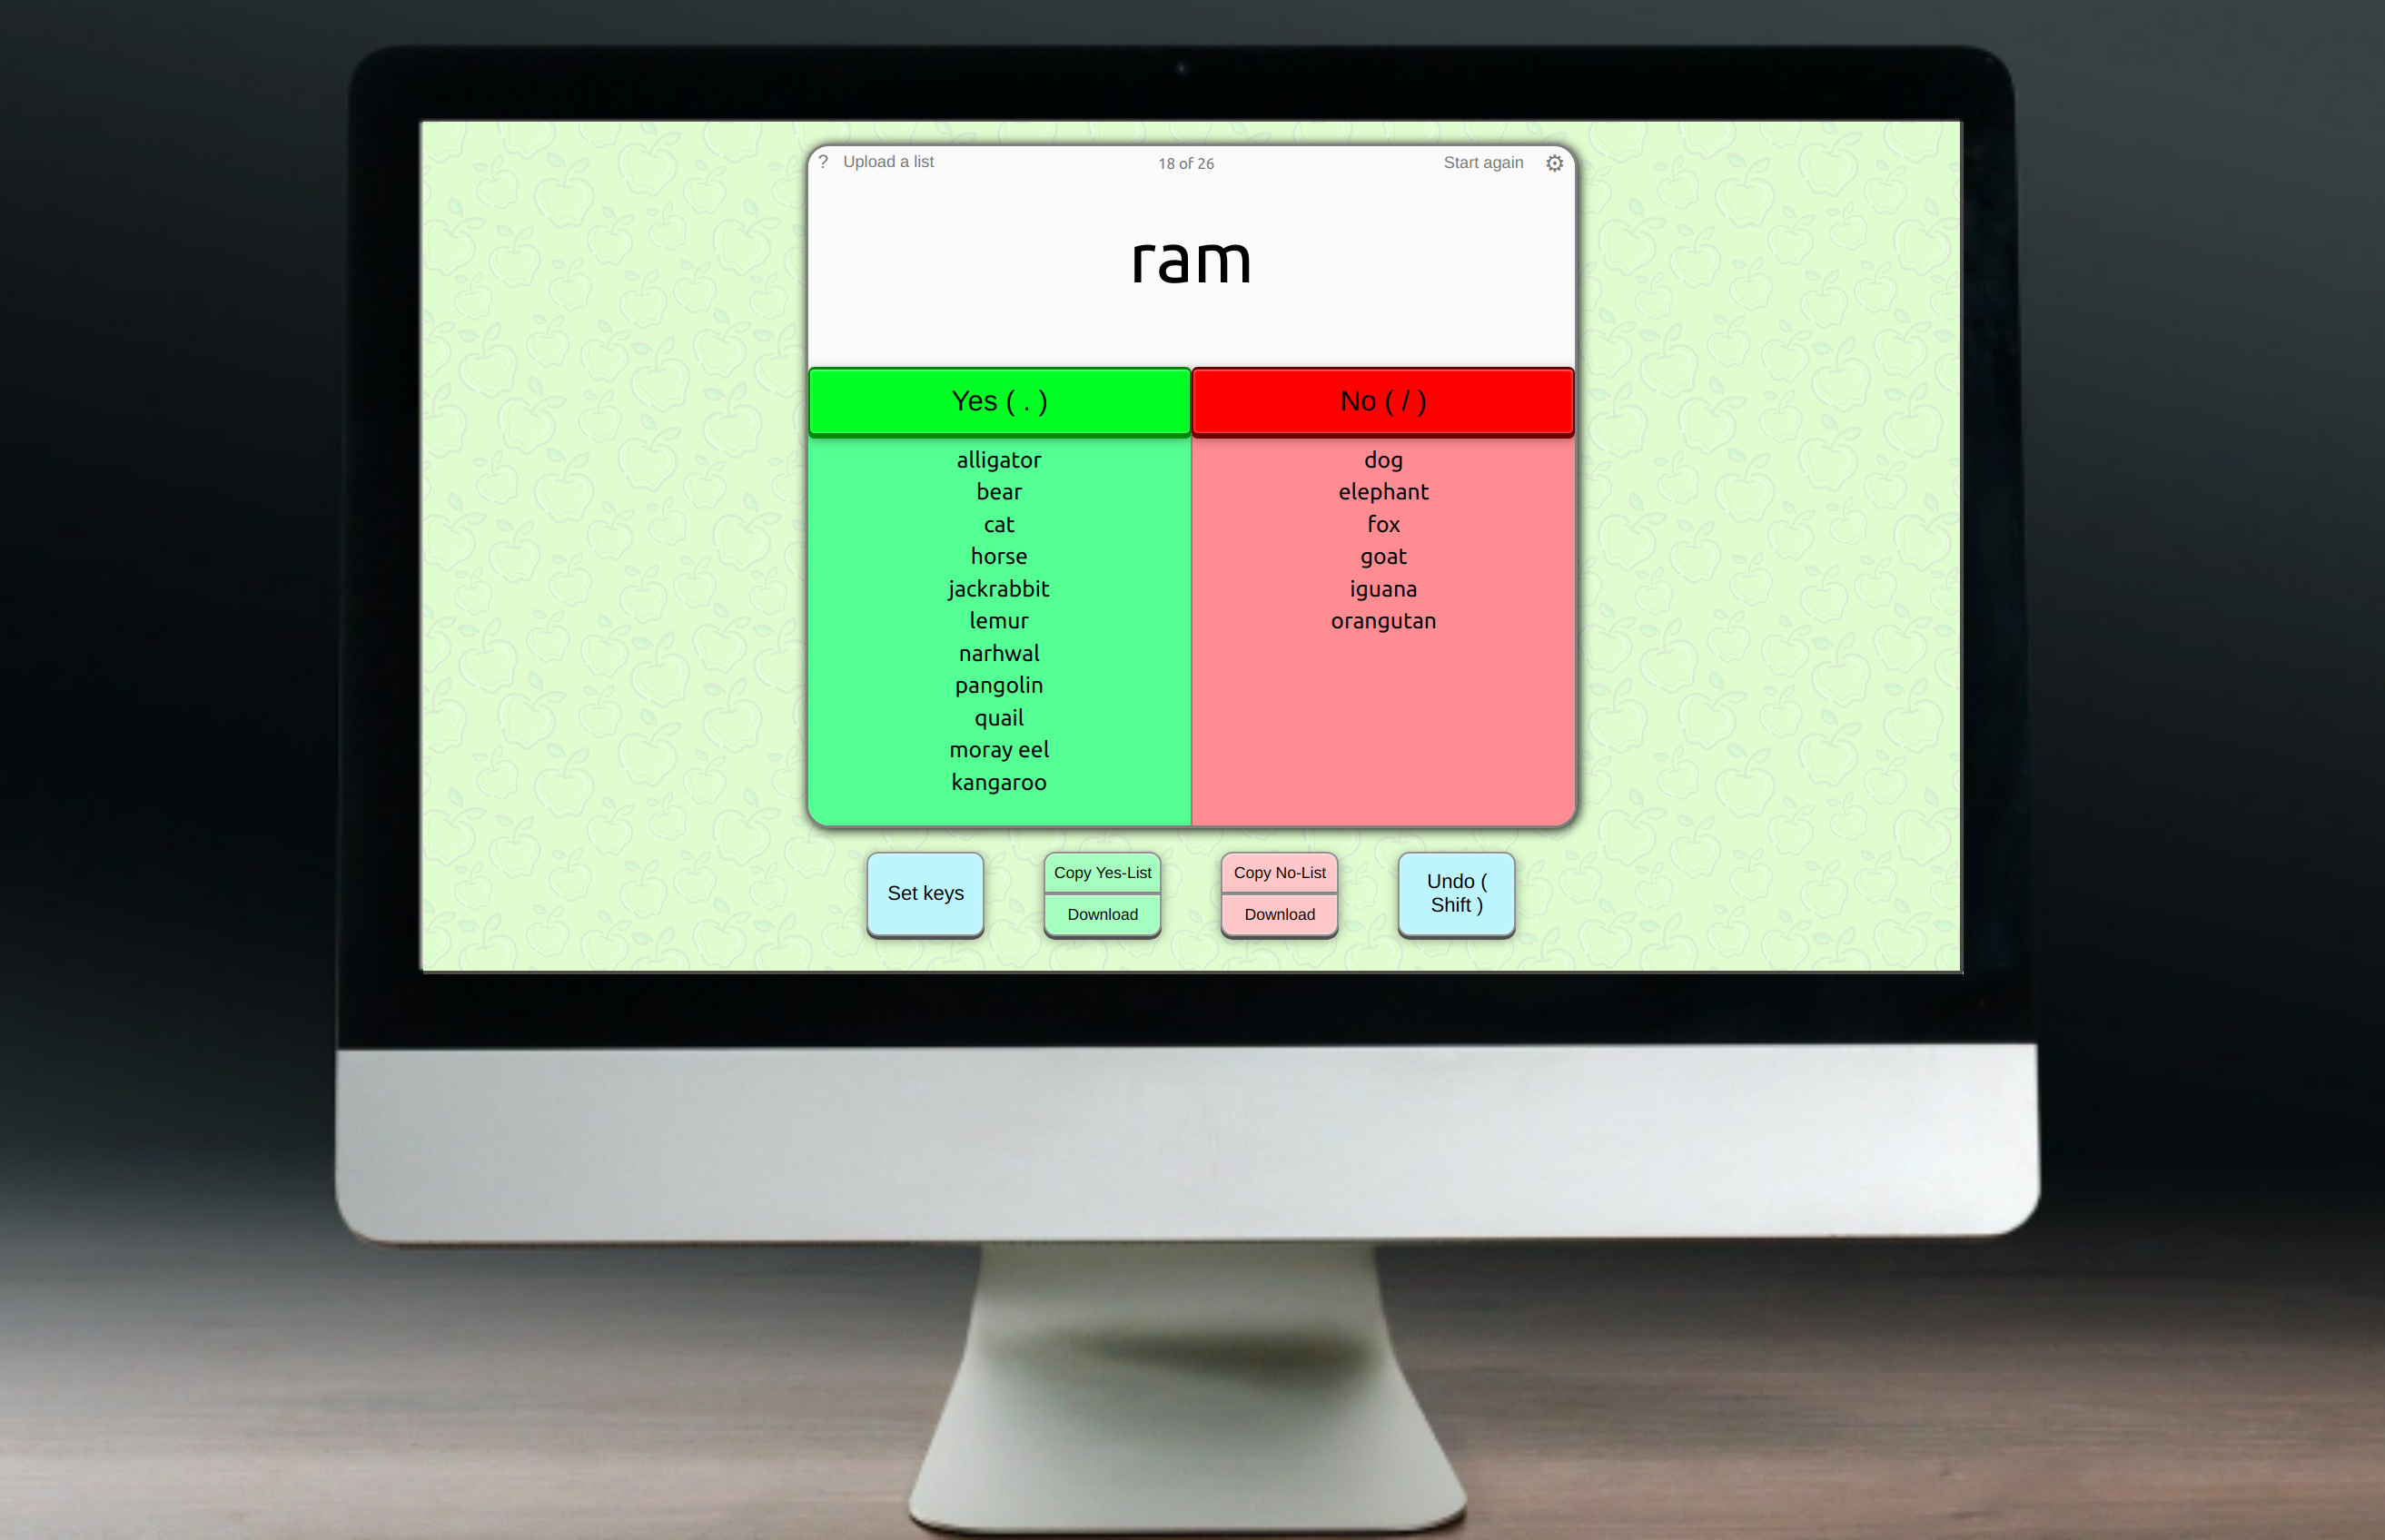 ? Upload a list 18 of 26 Start again
ram
Yes ( . ) No ( / )
alligator
bear
cat
horse
jackrabbit
lemur
narhwal
pangolin
quail
moray eel
kangaroo
dog
elephant
fox
goat
iguana
orangutan
Set keys
Copy Yes-List
Download
Copy No-List
Download
Undo (
Shift )